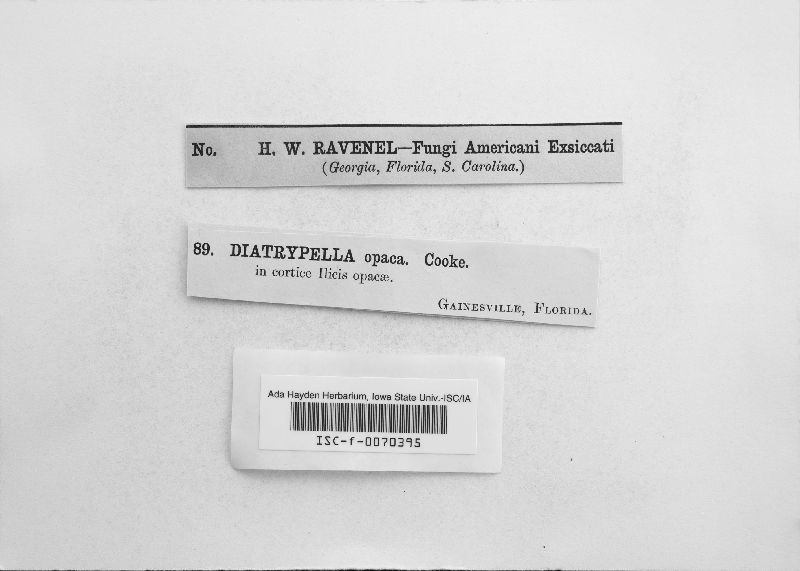 No. H. W. RAVENEL—Fungi Americani Exsiccati
(Georgia, Florida, S. Carolina.)
89. DIATRYPELLA opaca. Cooke.
in cortice Ilicis opacæ.
GAINESVILLE, FLORIDA.
Ada Hayden Herbarium, Iowa State Univ.-ISC/IA
ISC-f-0070395